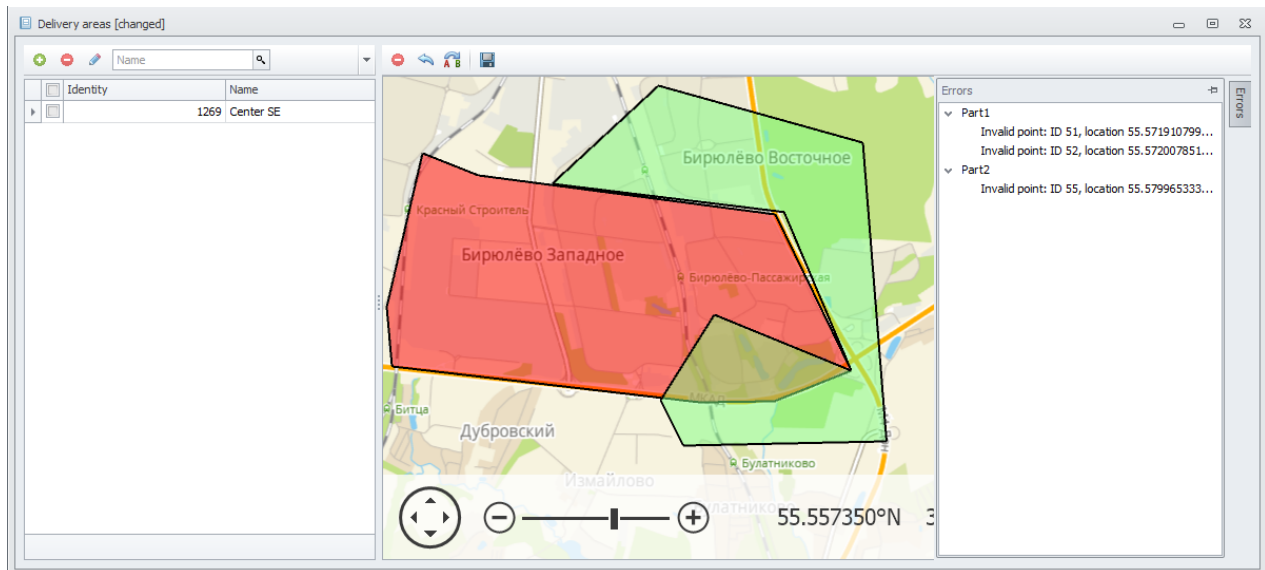 Delivery areas [changed]
Name
A B
Identity Name
1269 Center SE
Бирюлёво Восточное
Красный Строитель
Бирюлёво Западное
Бирюлёво-Пассажирская
МКАД
Битца
Дубровский
Булатниково
Измайлово
55.557350°N 3
Errors
Part1
Invalid point: ID 51, location 55.571910799...
Invalid point: ID 52, location 55.572007851...
Part2
Invalid point: ID 55, location 55.579965333...
Errors